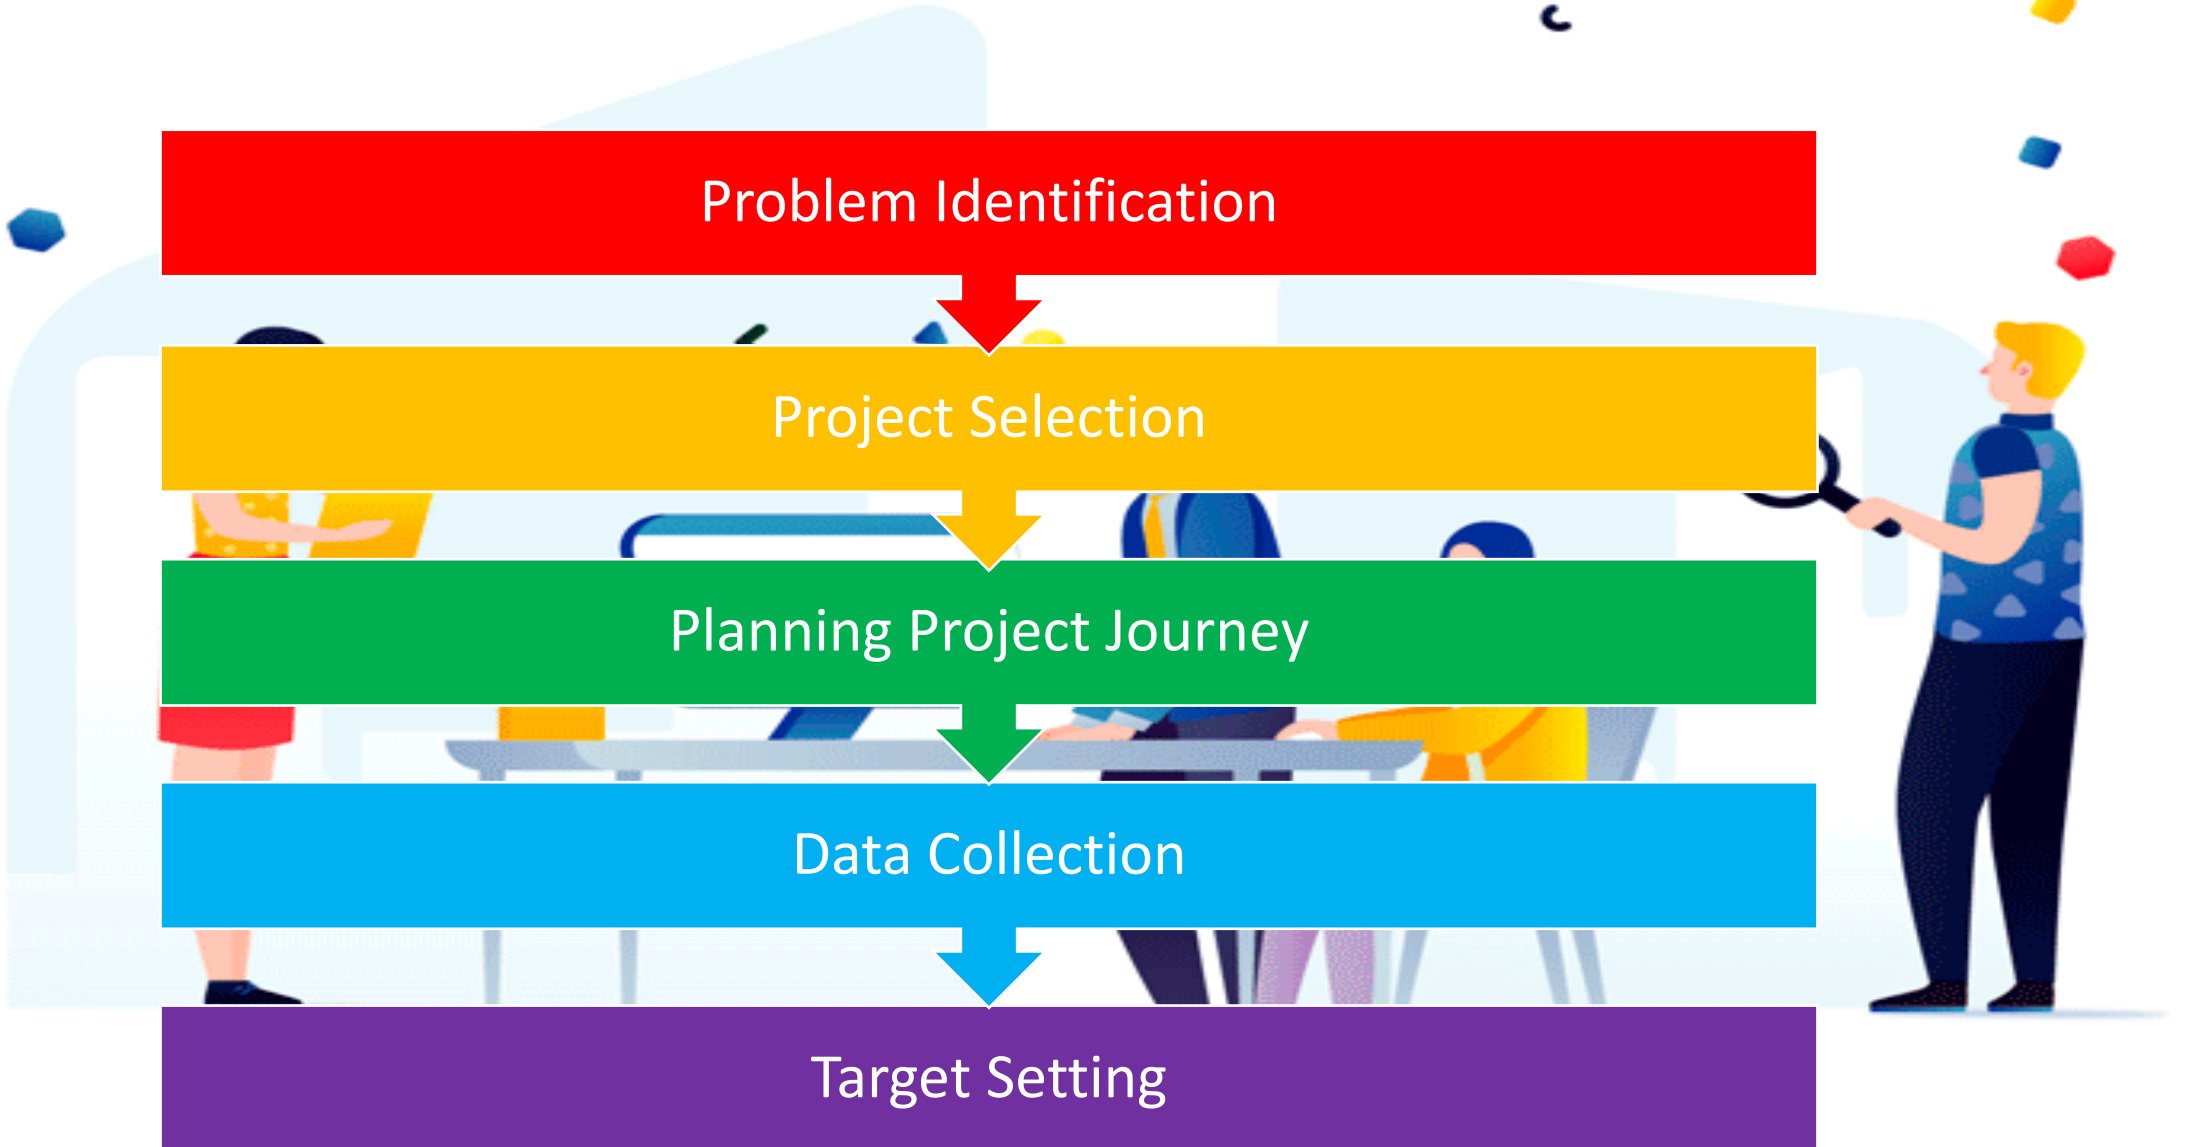 Problem Identification
Project Selection
Planning Project Journey
Data Collection
Target Setting